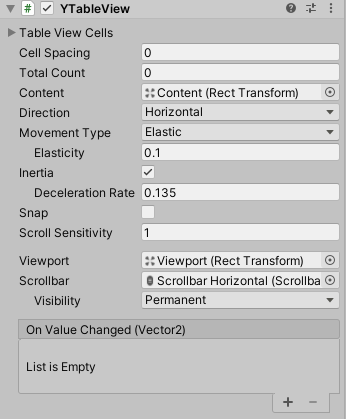 YTableView
Table View Cells
Cell Spacing 0
Total Count 0
Content Content (Rect Transform)
Direction Horizontal
Movement Type Elastic
Elasticity 0.1
Inertia
Deceleration Rate 0.135
Snap
Scroll Sensitivity 1
Viewport Viewport (Rect Transform)
Scrollbar Scrollbar Horizontal (Scrollba
Visibility Permanent
On Value Changed (Vector2)
List is Empty